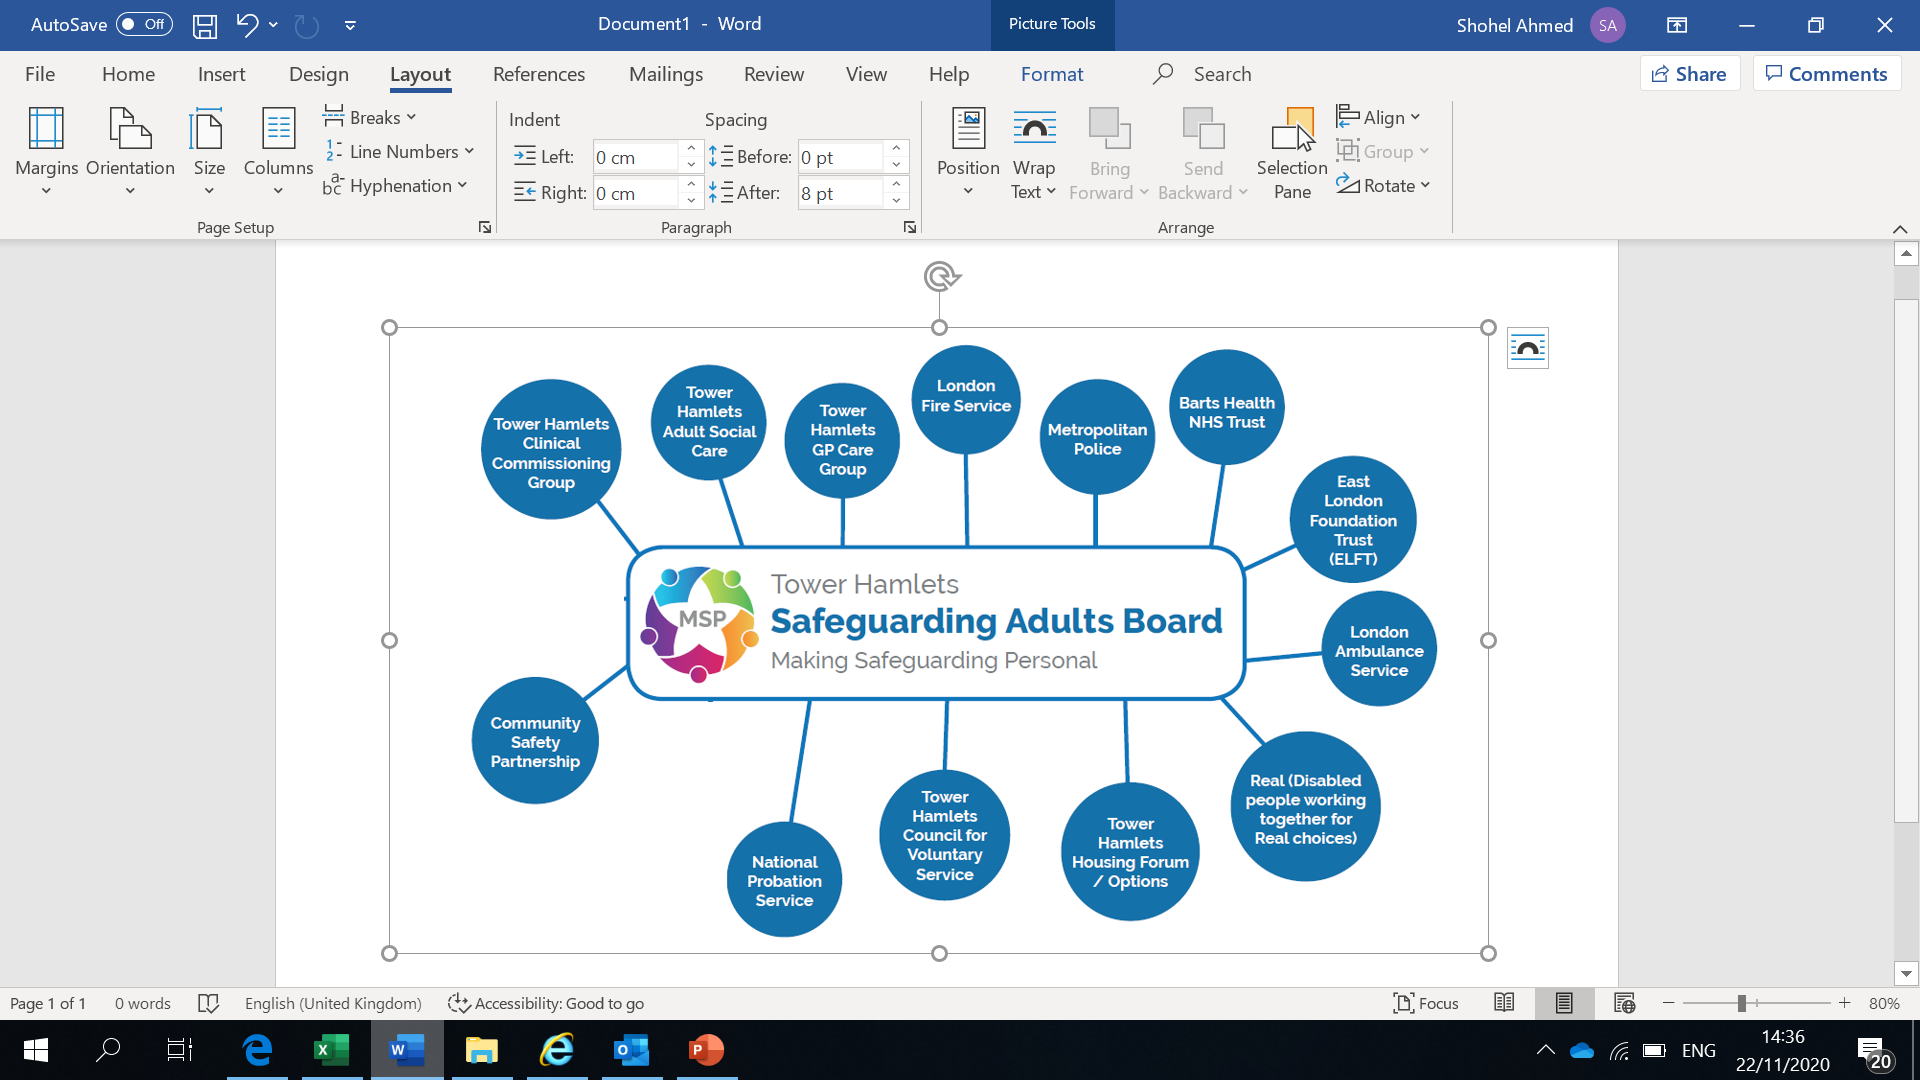 AutoSave Off
Document1 - Word
Picture Tools
Shohel Ahmed SA
File Home Insert Design Layout References Mailings Review View Help Format Search Share Comments
Margins
Orientation
Size
Columns
Breaks
Line Numbers
Hyphenation
Page Setup
Indent
Left: 0 cm
Right: 0 cm
Spacing
Before: 0 pt
After: 8 pt
Paragraph
Position
Wrap
Text
Bring
Forward
Send
Backward
Selection
Pane
Align
Group
Rotate
Arrange
Tower Hamlets
Clinical
Commissioning
Group
Tower
Hamlets
Adult Social
Care
Tower
Hamlets
GP Care
Group
London
Fire Service
Metropolitan
Police
Barts Health
NHS Trust
East
London
Foundation
Trust
(ELFT)
MSP
Tower Hamlets
Safeguarding Adults Board
Making Safeguarding Personal
London
Ambulance
Service
Community
Safety
Partnership
National
Probation
Service
Tower
Hamlets
Council for
Voluntary
Service
Tower
Hamlets
Housing Forum
/ Options
Real (Disabled
people working
together for
Real choices)
Page 1 of 1 0 words English (United Kingdom) Accessibility: Good to go Focus 80%
ENG
14:36
22/11/2020
20